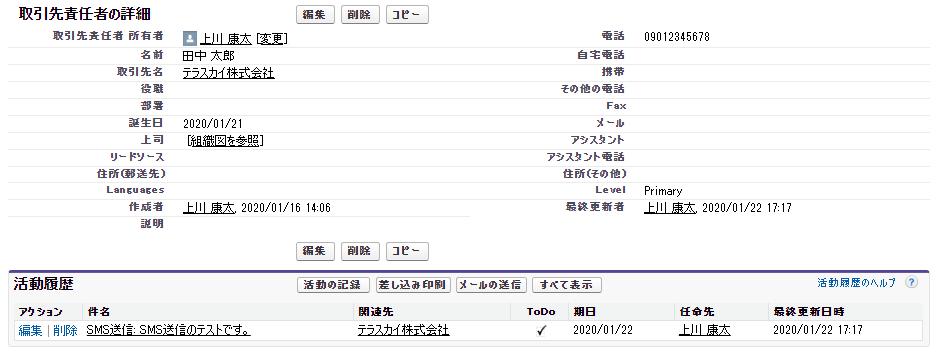 取引先責任者の詳細 編集 削除 コピー
取引先責任者 所有者 上川 康太 [変更] 電話 09012345678
名前 田中 太郎 自宅電話
取引先名 テラスカイ株式会社 携帯
役職 その他の電話
部署 Fax
誕生日 2020/01/21 メール
上司 [組織図を参照] アシスタント
リードソース アシスタント電話
住所(郵送先) 住所(その他)
Languages Level Primary
作成者 上川 康太, 2020/01/16 14:06 最終更新者 上川 康太, 2020/01/22 17:17
説明
編集 削除 コピー
活動履歴 活動の記録 差し込み印刷 メールの送信 すべて表示 活動履歴のヘルプ ?
アクション 件名 関連先 ToDo 期日 任命先 最終更新日時
編集 | 削除 SMS送信: SMS送信のテストです。 テラスカイ株式会社 ✓ 2020/01/22 上川 康太 2020/01/22 17:17